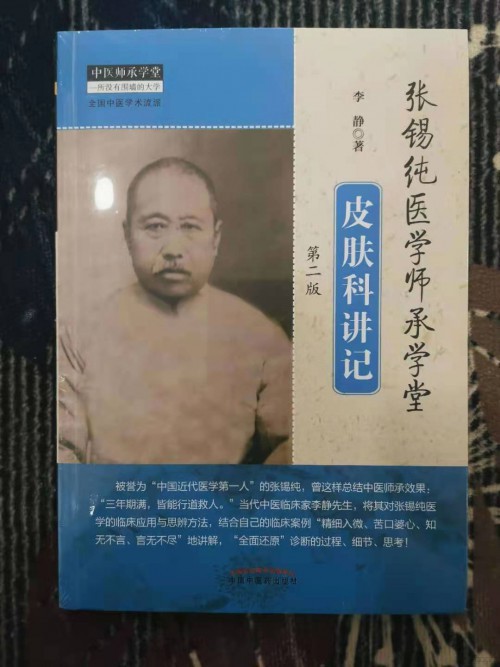 中医师承学堂
一所没有围墙的大学
全国中医学术流派
李静◎著
张锡纯医学师承学堂
皮肤科讲记
第二版
被誉为“中国近代医学第一人”的张锡纯，曾这样总结中医师承效果：
“三年期满，皆能行道救人。”当代中医临床家李静先生，将其对张锡纯医
学的临床应用与思辨方法，结合自己的临床案例“精细入微、苦口婆心、知
无不言、言无不尽”地讲解，“全面还原”诊断的过程、细节、思考！
中国中医药出版社